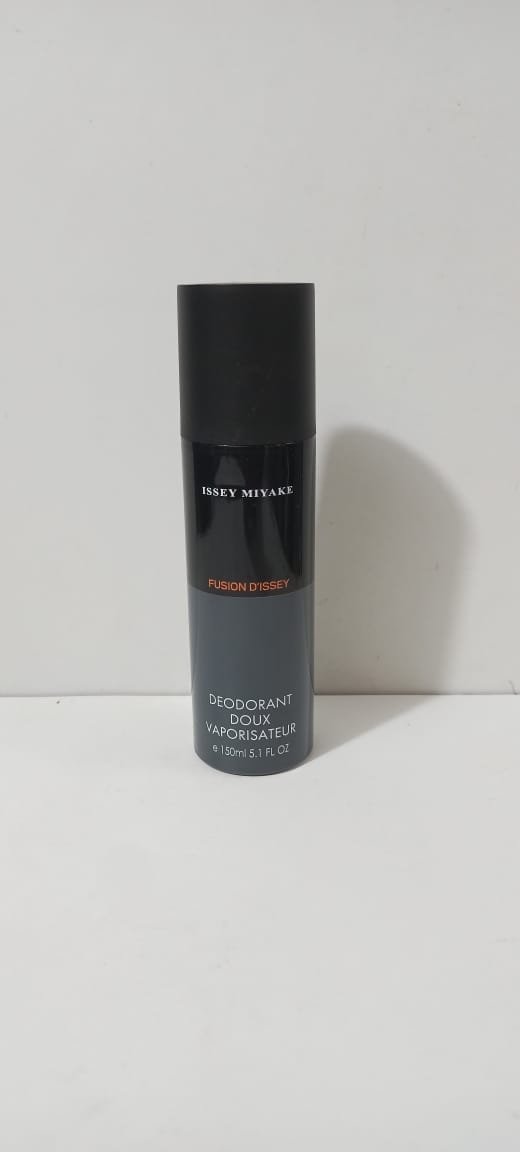 ISSEY MIYAKE
FUSION D'ISSEY
DEODORANT
DOUX
VAPORISATEUR
℮ 150ml 5.1 FL OZ